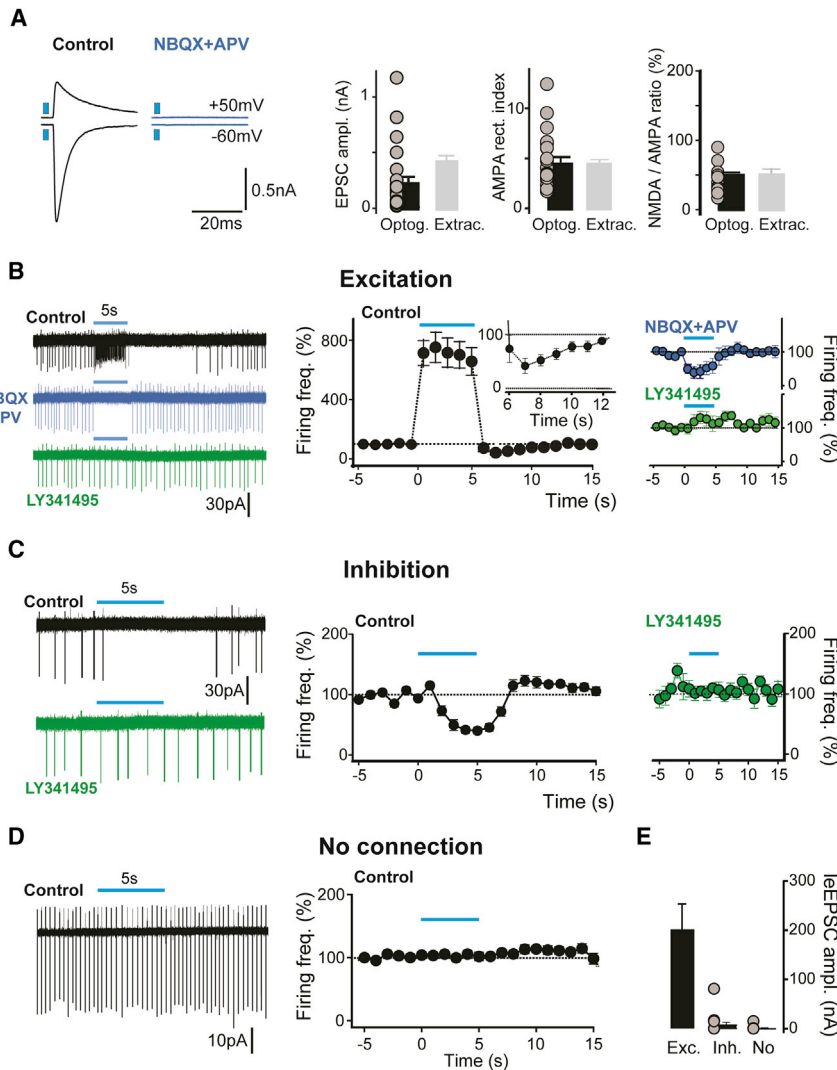 A
Control
NBQX+APV
+50mV
-60mV
0.5nA
20ms
EPSC ampl. (nA)
1
0
Optog. Extrac.
AMPA rect. index
10
0
Optog. Extrac.
NMDA / AMPA ratio (%)
200
100
0
Optog. Extrac.
B
Excitation
Control
5s
BQX
PV
LY341495
30pA
Control
Firing freq. (%)
800
400
100
0
-5 0 5 10 15
Time (s)
100
0
6 8 10 12
Time (s)
NBQX+APV
100
0
LY341495
100
0
Firing freq. (%)
-5 0 5 10 15
Time (s)
C
Inhibition
Control
5s
30pA
LY341495
Control
Firing freq. (%)
200
100
0
-5 0 5 10 15
Time (s)
LY341495
200
100
0
Firing freq. (%)
-5 0 5 10 15
D
No connection
Control
5s
10pA
Control
Firing freq. (%)
200
100
0
-5 0 5 10 15
Time (s)
E
leEPSC ampl. (nA)
300
200
100
0
Exc. Inh. No